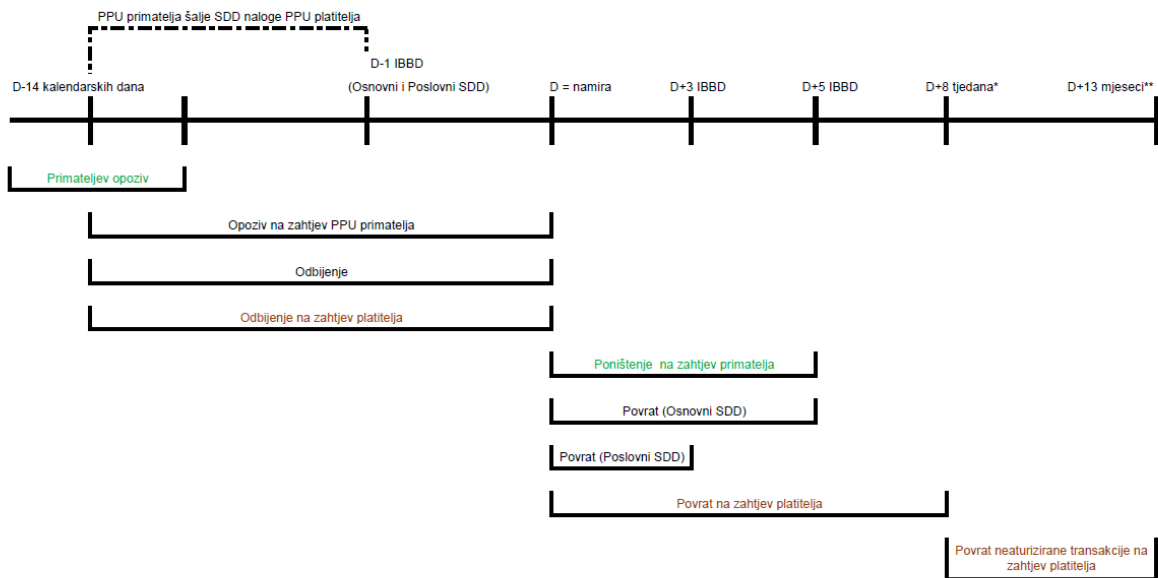 PPU primatelja šalje SDD naloge PPU platitelja
D-1 IBBD
D-14 kalendarskih dana
(Osnovni i Poslovni SDD)
D = namira
D+3 IBBD
D+5 IBBD
D+8 tjedana*
D+13 mjeseci**
Primateljev opoziv
Opoziv na zahtjev PPU primatelja
Odbijenje
Odbijenje na zahtjev platitelja
Poništenje na zahtjev primatelja
Povrat (Osnovni SDD)
Povrat (Poslovni SDD)
Povrat na zahtjev platitelja
Povrat neaturizirane transakcije na
zahtjev platitelja